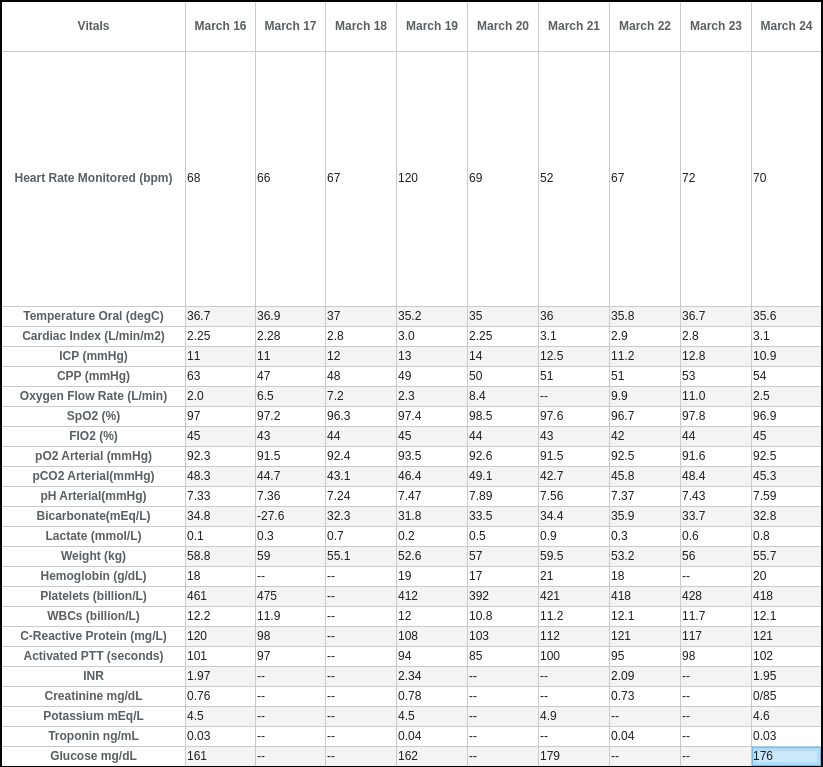 Vitals March 16 March 17 March 18 March 19 March 20 March 21 March 22 March 23 March 24
Heart Rate Monitored (bpm) 68 66 67 120 69 52 67 72 70
Temperature Oral (degC) 36.7 36.9 37 35.2 35 36 35.8 36.7 35.6
Cardiac Index (L/min/m2) 2.25 2.28 2.8 3.0 2.25 3.1 2.9 2.8 3.1
ICP (mmHg) 11 11 12 13 14 12.5 11.2 12.8 10.9
CPP (mmHg) 63 47 48 49 50 51 51 53 54
Oxygen Flow Rate (L/min) 2.0 6.5 7.2 2.3 8.4 -- 9.9 11.0 2.5
SpO2 (%) 97 97.2 96.3 97.4 98.5 97.6 96.7 97.8 96.9
FIO2 (%) 45 43 44 45 44 43 42 44 45
pO2 Arterial (mmHg) 92.3 91.5 92.4 93.5 92.6 91.5 92.5 91.6 92.5
pCO2 Arterial(mmHg) 48.3 44.7 43.1 46.4 49.1 42.7 45.8 48.4 45.3
pH Arterial(mmHg) 7.33 7.36 7.24 7.47 7.89 7.56 7.37 7.43 7.59
Bicarbonate(mEq/L) 34.8 -27.6 32.3 31.8 33.5 34.4 35.9 33.7 32.8
Lactate (mmol/L) 0.1 0.3 0.7 0.2 0.5 0.9 0.3 0.6 0.8
Weight (kg) 58.8 59 55.1 52.6 57 59.5 53.2 56 55.7
Hemoglobin (g/dL) 18 -- -- 19 17 21 18 -- 20
Platelets (billion/L) 461 475 -- 412 392 421 418 428 418
WBCs (billion/L) 12.2 11.9 -- 12 10.8 11.2 12.1 11.7 12.1
C-Reactive Protein (mg/L) 120 98 -- 108 103 112 121 117 121
Activated PTT (seconds) 101 97 -- 94 85 100 95 98 102
INR 1.97 -- -- 2.34 -- -- 2.09 -- 1.95
Creatinine mg/dL 0.76 -- -- 0.78 -- -- 0.73 -- 0/85
Potassium mEq/L 4.5 -- -- 4.5 -- 4.9 -- -- 4.6
Troponin ng/mL 0.03 -- -- 0.04 -- -- 0.04 -- 0.03
Glucose mg/dL 161 -- -- 162 -- 179 -- -- 176